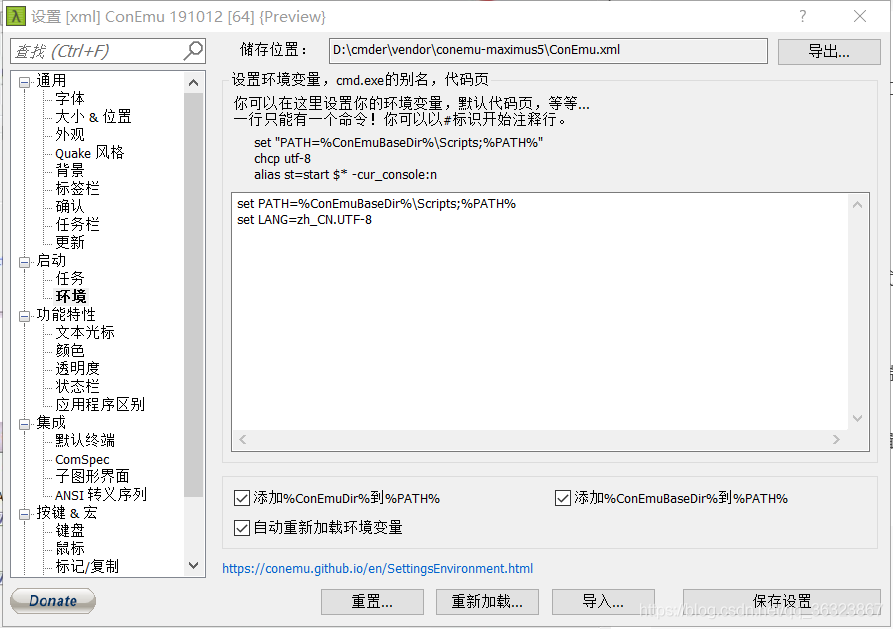 设置 [xml] ConEmu 191012 [64] {Preview}
查找 (Ctrl+F)
储存位置：
D:\cmder\vendor\conemu-maximus5\ConEmu.xml
导出...
通用
字体
大小 & 位置
外观
Quake 风格
背景
标签栏
确认
任务栏
更新
启动
任务
环境
功能特性
文本光标
颜色
透明度
状态栏
应用程序区别
集成
默认终端
ComSpec
子图形界面
ANSI 转义序列
按键 & 宏
键盘
鼠标
标记/复制
设置环境变量，cmd.exe的别名，代码页
你可以在这里设置你的环境变量，默认代码页，等等...
一行只能有一个命令！你可以以#标识开始注释行。
set "PATH=%ConEmuBaseDir%\Scripts;%PATH%"
chcp utf-8
alias st=start $* -cur_console:n
set PATH=%ConEmuBaseDir%\Scripts;%PATH%
set LANG=zh_CN.UTF-8
添加%ConEmuDir%到%PATH%
添加%ConEmuBaseDir%到%PATH%
自动重新加载环境变量
https://conemu.github.io/en/SettingsEnvironment.html
Donate
重置...
重新加载...
导入...
保存设置
https://blog.csdn.net/qq_36323867